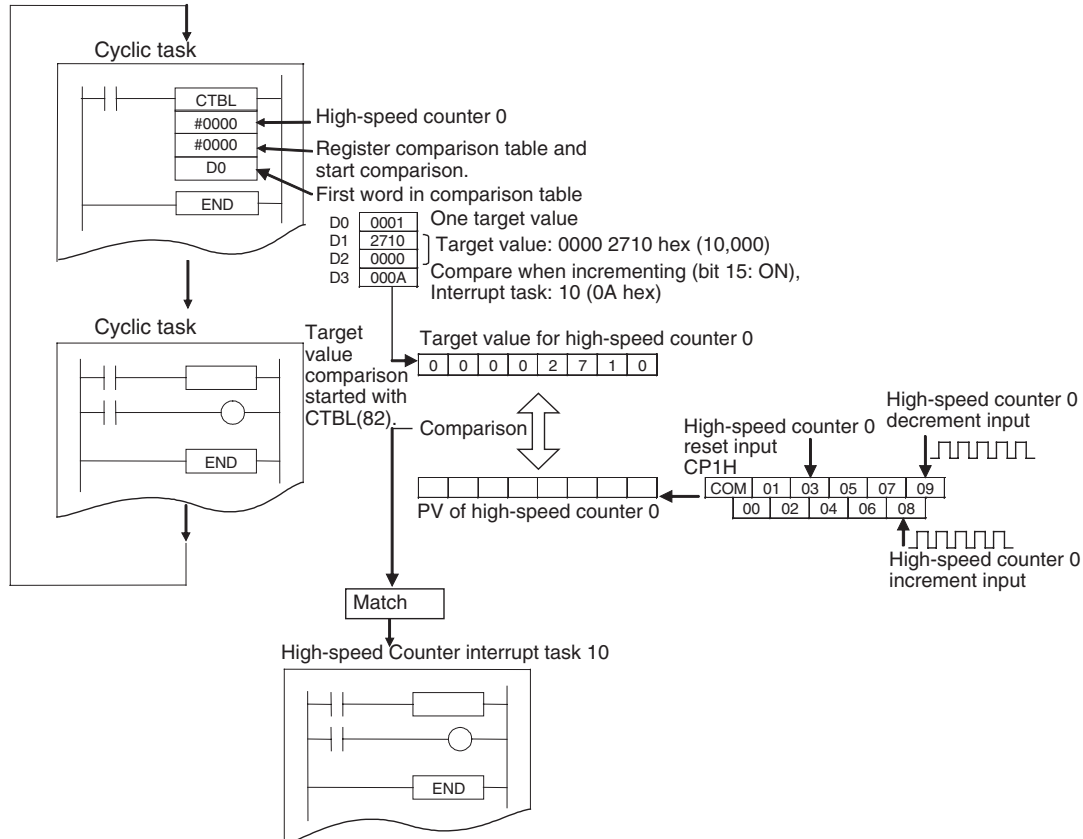 Cyclic task
CTBL
#0000
#0000
D0
END
High-speed counter 0
Register comparison table and
start comparison.
First word in comparison table
D0 0001 One target value
D1 2710
D2 0000
Target value: 0000 2710 hex (10,000)
D3 000A
Compare when incrementing (bit 15: ON),
Interrupt task: 10 (0A hex)
Cyclic task
END
Target
value
comparison
started with
CTBL(82).
Target value for high-speed counter 0
0 0 0 0 2 7 1 0
Comparison
PV of high-speed counter 0
High-speed counter 0
reset input
CP1H
High-speed counter 0
decrement input
COM 01 03 05 07 09
00 02 04 06 08
High-speed counter 0
increment input
Match
High-speed Counter interrupt task 10
END